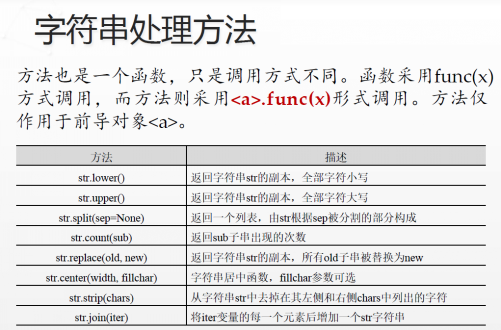 字符串处理方法
方法也是一个函数，只是调用方式不同。函数采用func(x)
方式调用，而方法则采用<a>.func(x)形式调用。方法仅
作用于前导对象<a>。
方法 描述
str.lower() 返回字符串str的副本，全部字符小写
str.upper() 返回字符串str的副本，全部字符大写
str.split(sep=None) 返回一个列表，由str根据sep被分割的部分构成
str.count(sub) 返回sub子串出现的次数
str.replace(old, new) 返回字符串str的副本，所有old子串被替换为new
str.center(width, fillchar) 字符串居中函数，fillchar参数可选
str.strip(chars) 从字符串str中去掉在其左侧和右侧chars中列出的字符
str.join(iter) 将iter变量的每一个元素后增加一个str字符串